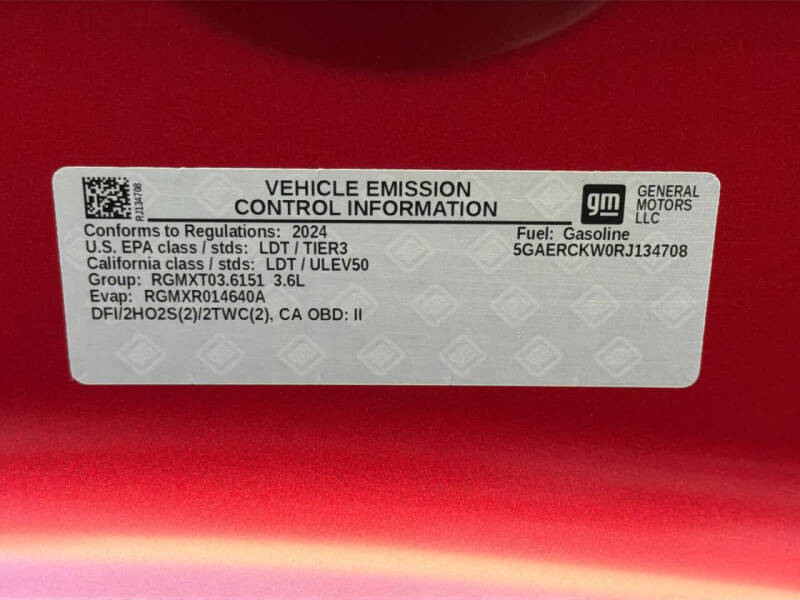 RJ134708
VEHICLE EMISSION
CONTROL INFORMATION
gm
GENERAL
MOTORS
LLC
Conforms to Regulations: 2024
Fuel: Gasoline
U.S. EPA class / stds: LDT / TIER3
5GAERCKW0RJ134708
California class / stds: LDT / ULEV50
Group: RGMXT03.6151 3.6L
Evap: RGMXR014640A
DFI/2HO2S(2)/2TWC(2), CA OBD: II